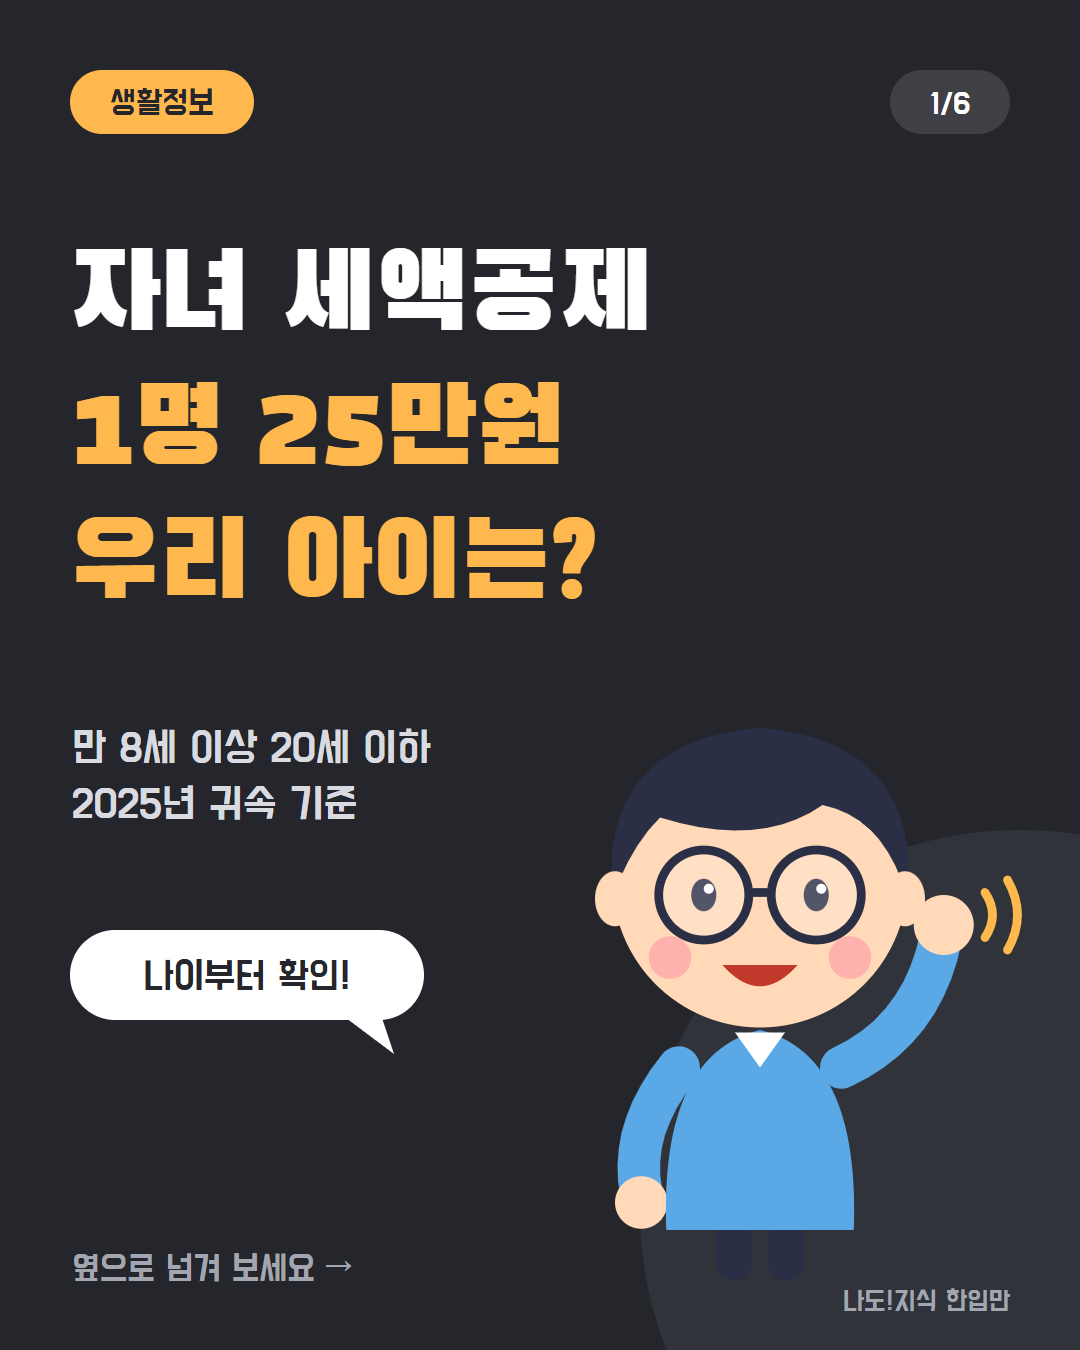 생활정보
1/6
자녀 세액공제
1명 25만원
우리 아이는?
만 8세 이상 20세 이하
2025년 귀속 기준
나이부터 확인!
옆으로 넘겨 보세요 →
나도!지식 한입만